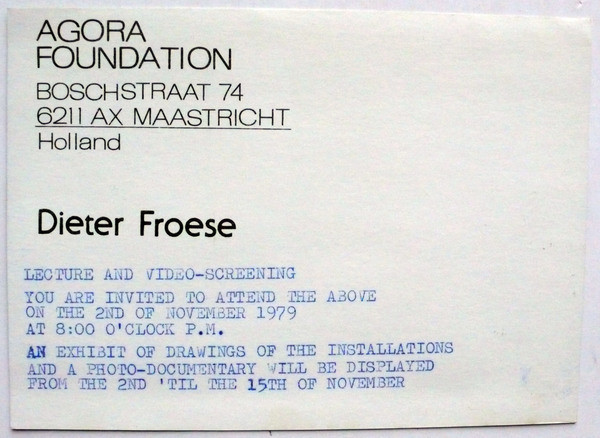 AGORA
FOUNDATION
BOSCHSTRAAT 74
6211 AX MAASTRICHT
Holland
Dieter Froese
LECTURE AND VIDEO-SCREENING
YOU ARE INVITED TO ATTEND THE ABOVE
ON THE 2ND OF NOVEMBER 1979
AT 8:00 O'CLOCK P.M.
AN EXHIBIT OF DRAWINGS OF THE INSTALLATIONS
AND A PHOTO-DOCUMENTARY WILL BE DISPLAYED
FROM THE 2ND 'TIL THE 15TH OF NOVEMBER